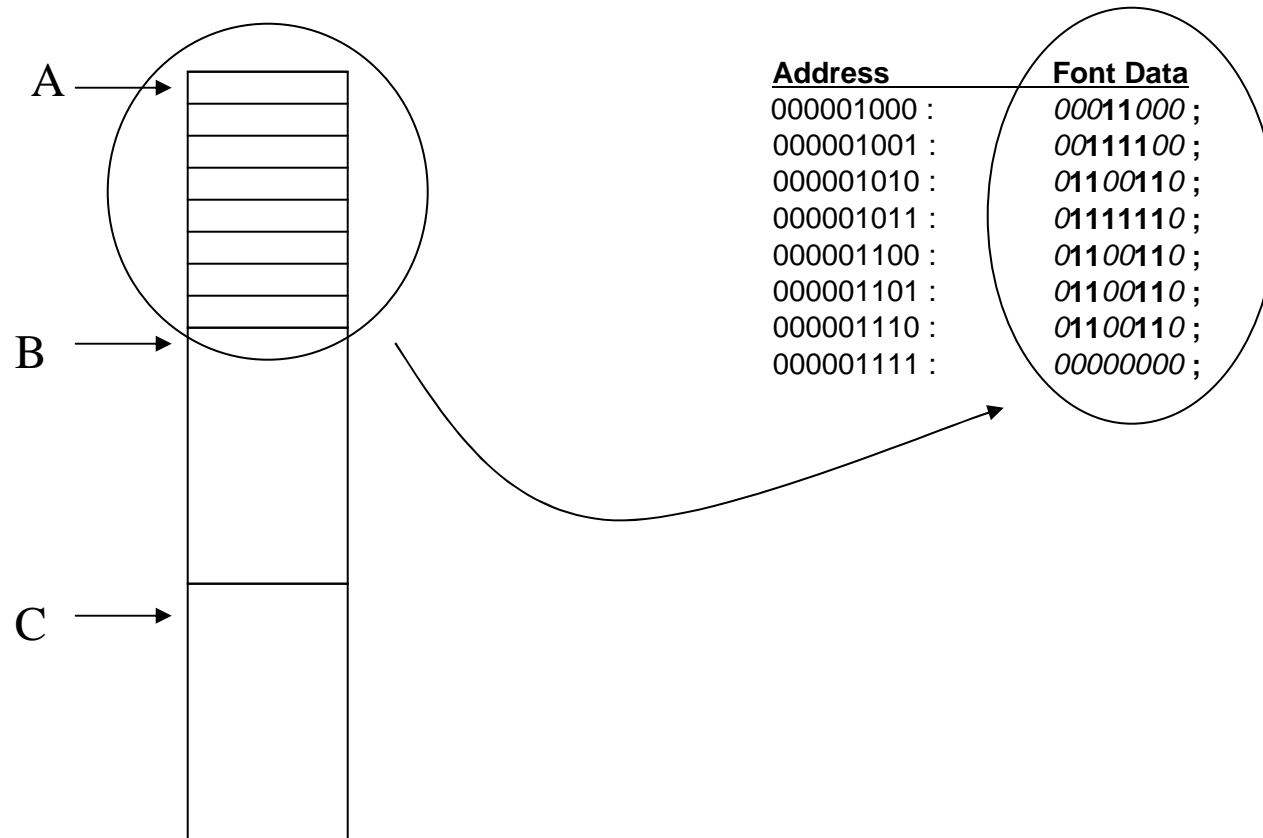 A
B
C
Address Font Data
000001000 : 00011000 ;
000001001 : 00111100 ;
000001010 : 01100110 ;
000001011 : 01111110 ;
000001100 : 01100110 ;
000001101 : 01100110 ;
000001110 : 01100110 ;
000001111 : 00000000 ;